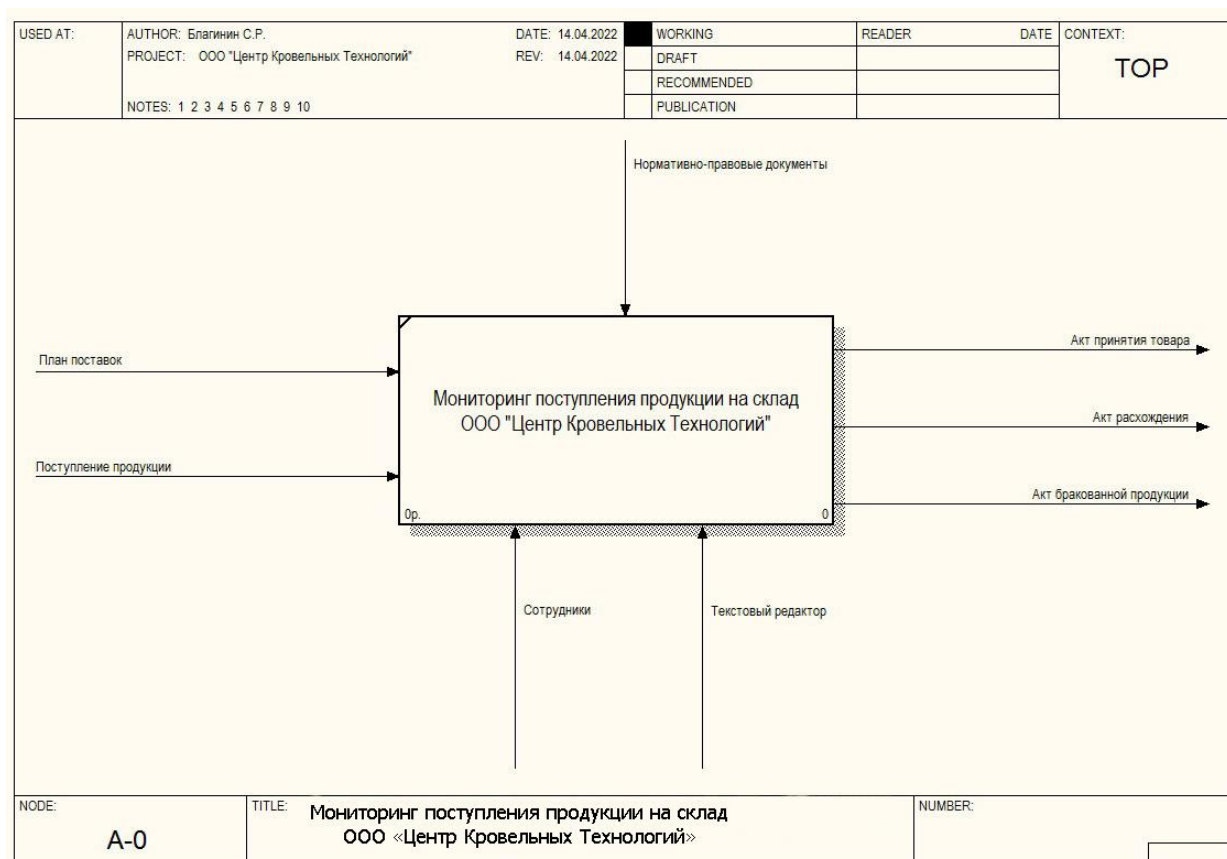 USED AT:
AUTHOR: Благинин С.Р.
DATE: 14.04.2022
WORKING
READER
DATE
CONTEXT:
PROJECT: ООО "Центр Кровельных Технологий"
REV: 14.04.2022
DRAFT
TOP
RECOMMENDED
NOTES: 1 2 3 4 5 6 7 8 9 10
PUBLICATION
Нормативно-правовые документы
Акт принятия товара
План поставок
Мониторинг поступления продукции на склад
ООО "Центр Кровельных Технологий"
Акт расхождения
Поступление продукции
Акт бракованной продукции
0р.
0
Сотрудники
Текстовый редактор
NODE:
A-0
TITLE:
Мониторинг поступления продукции на склад
ООО «Центр Кровельных Технологий»
NUMBER: